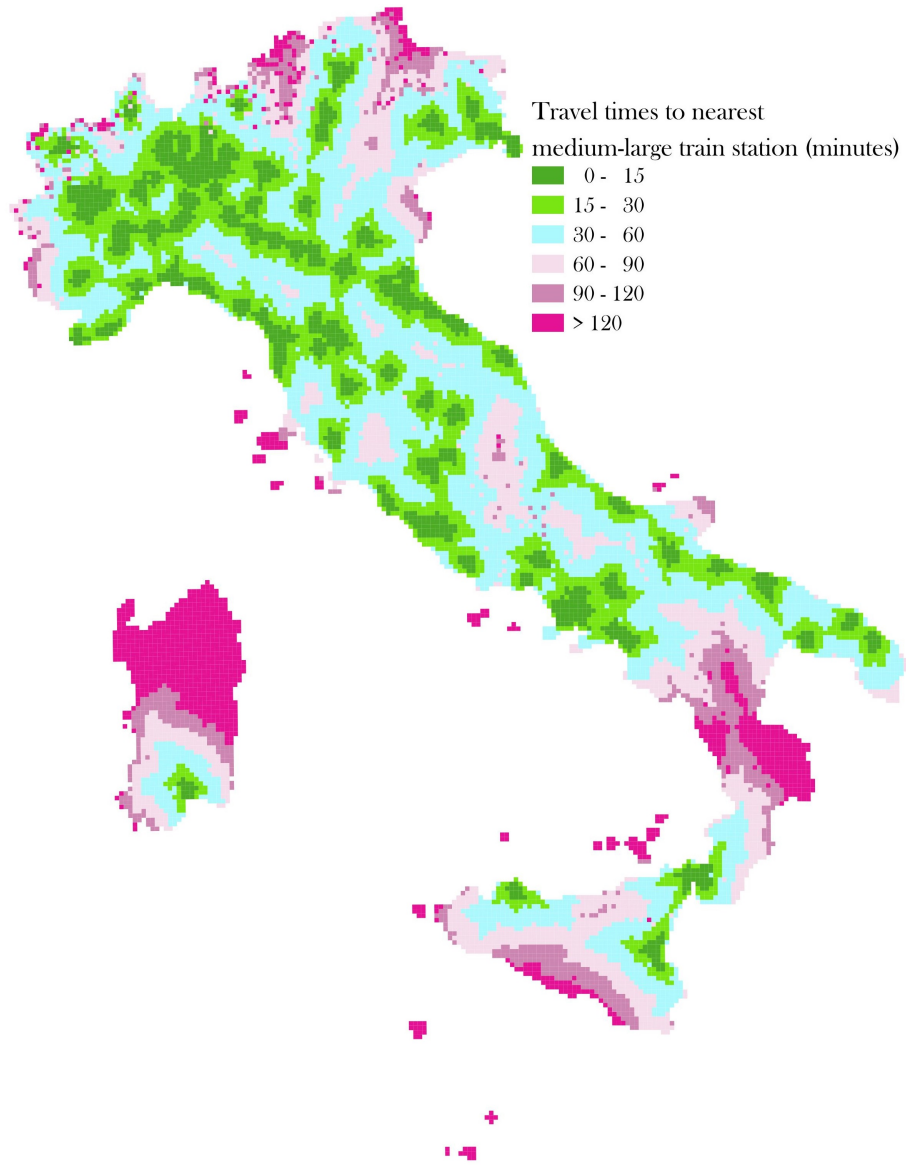 Travel times to nearest
medium-large train station (minutes)
0 - 15
15 - 30
30 - 60
60 - 90
90 - 120
> 120